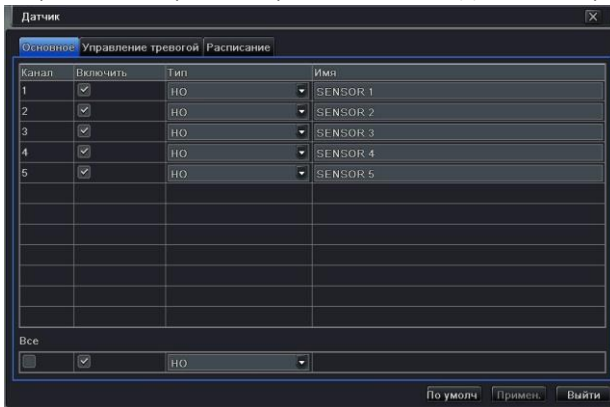 Датчик
Основное Управление тревогой Расписание
Канал Включить Тип Имя
1 НО SENSOR 1
2 НО SENSOR 2
3 НО SENSOR 3
4 НО SENSOR 4
5 НО SENSOR 5
Все
НО
По умолч Примен. Выйти